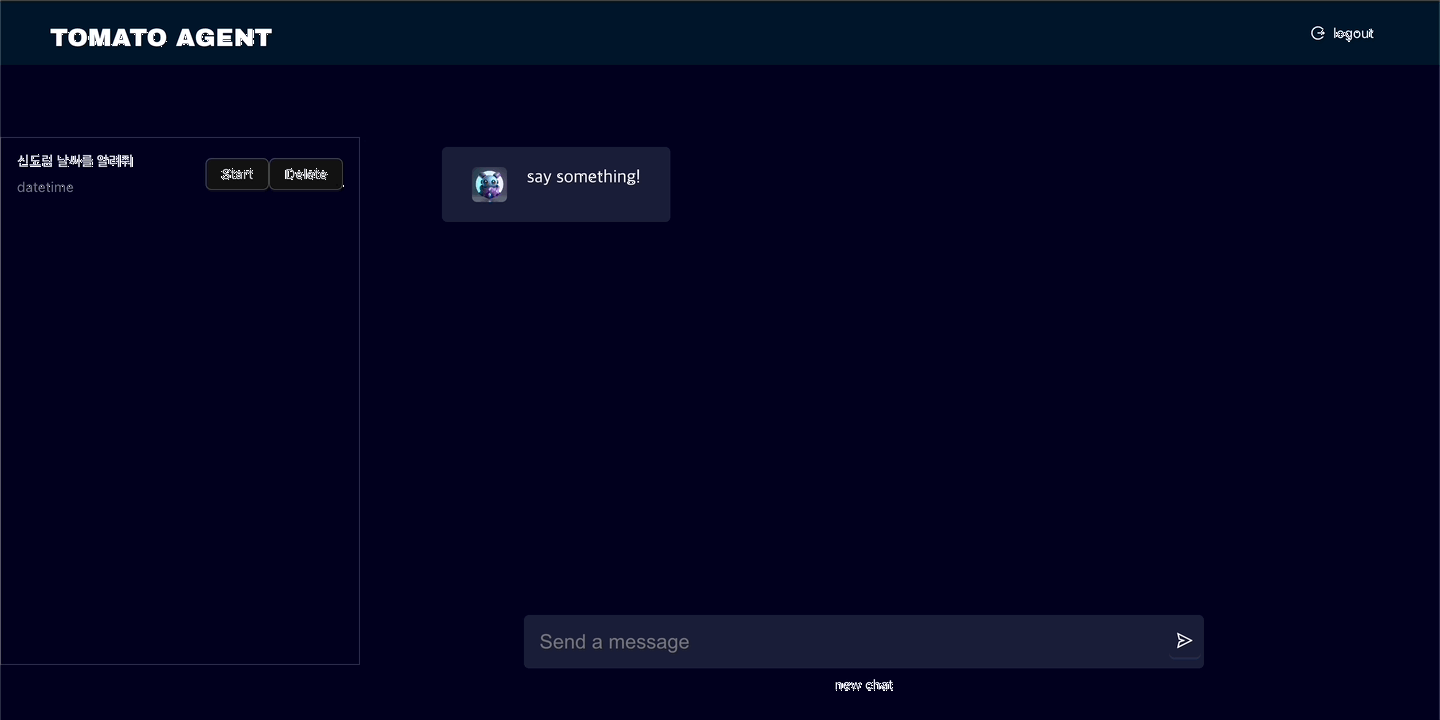 TOMATO AGENT
logout
신도림 날씨를 알려줘
Start
Delete
datetime
say something!
Send a message
new chat